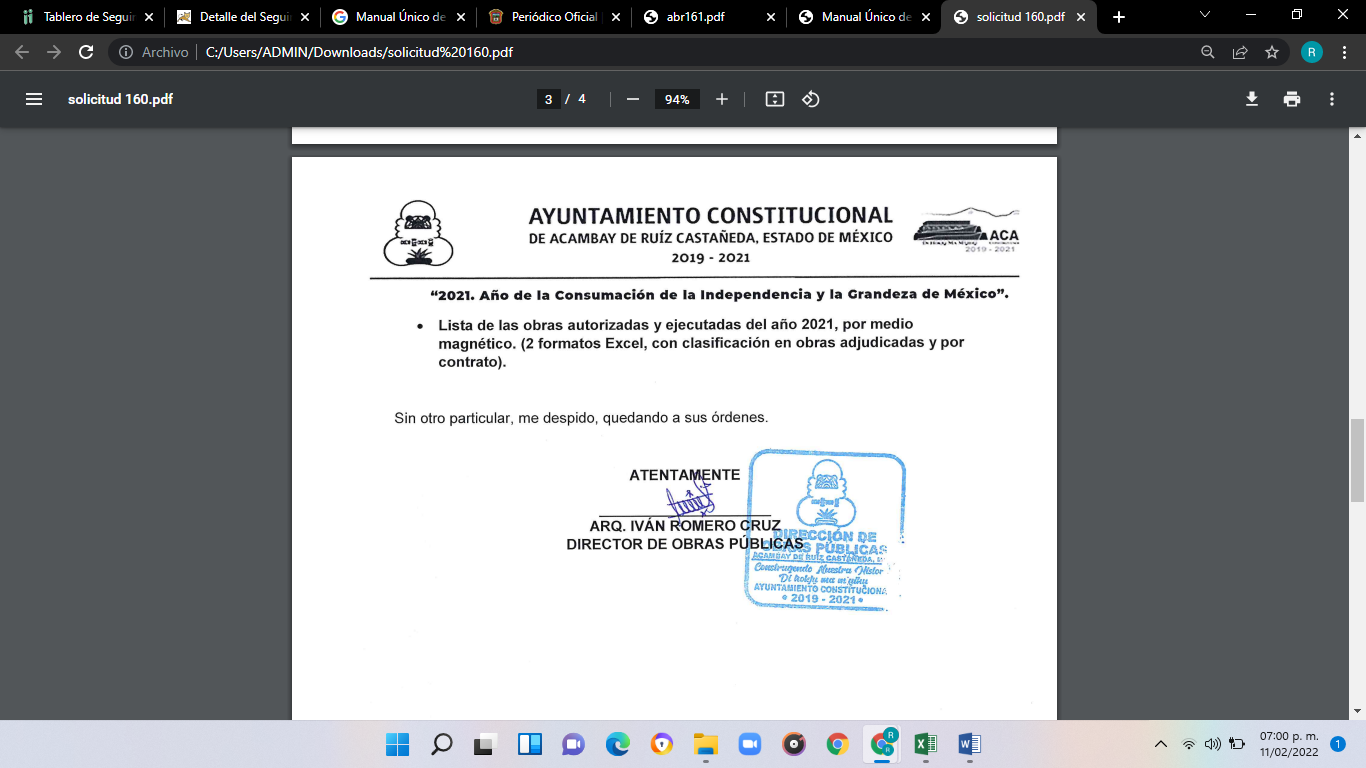 Tablero de Seguim
Detalle del Seguim
Manual Único de
Periódico Oficial
abr161.pdf
Manual Único de
solicitud 160.pdf
Archivo
C:/Users/ADMIN/Downloads/solicitud%20160.pdf
R
solicitud 160.pdf
3 / 4
94%
AYUNTAMIENTO CONSTITUCIONAL
DE ACAMBAY DE RUÍZ CASTAÑEDA, ESTADO DE MÉXICO
2019 - 2021
ACA
2019 - 2021
“2021. Año de la Consumación de la Independencia y la Grandeza de México”.
• Lista de las obras autorizadas y ejecutadas del año 2021, por medio
magnético. (2 formatos Excel, con clasificación en obras adjudicadas y por
contrato).
Sin otro particular, me despido, quedando a sus órdenes.
ATENTAMENTE
ARQ. IVÁN ROMERO CRUZ
DIRECTOR DE OBRAS PÚBLICAS
DIRECCIÓN DE
OBRAS PÚBLICAS
ACAMBAY DE RUÍZ CASTAÑEDA,
Construyendo Nuestra Histor
AYUNTAMIENTO CONSTITUCIONA
• 2019 - 2021 •
07:00 p. m.
11/02/2022
1